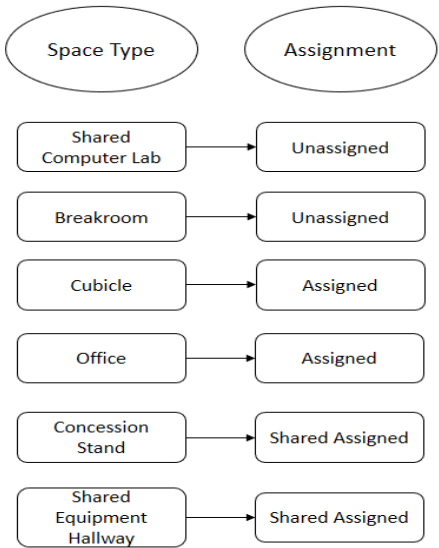 Space Type
Assignment
Shared
Computer Lab
Unassigned
Breakroom
Unassigned
Cubicle
Assigned
Office
Assigned
Concession
Stand
Shared Assigned
Shared
Equipment
Hallway
Shared Assigned